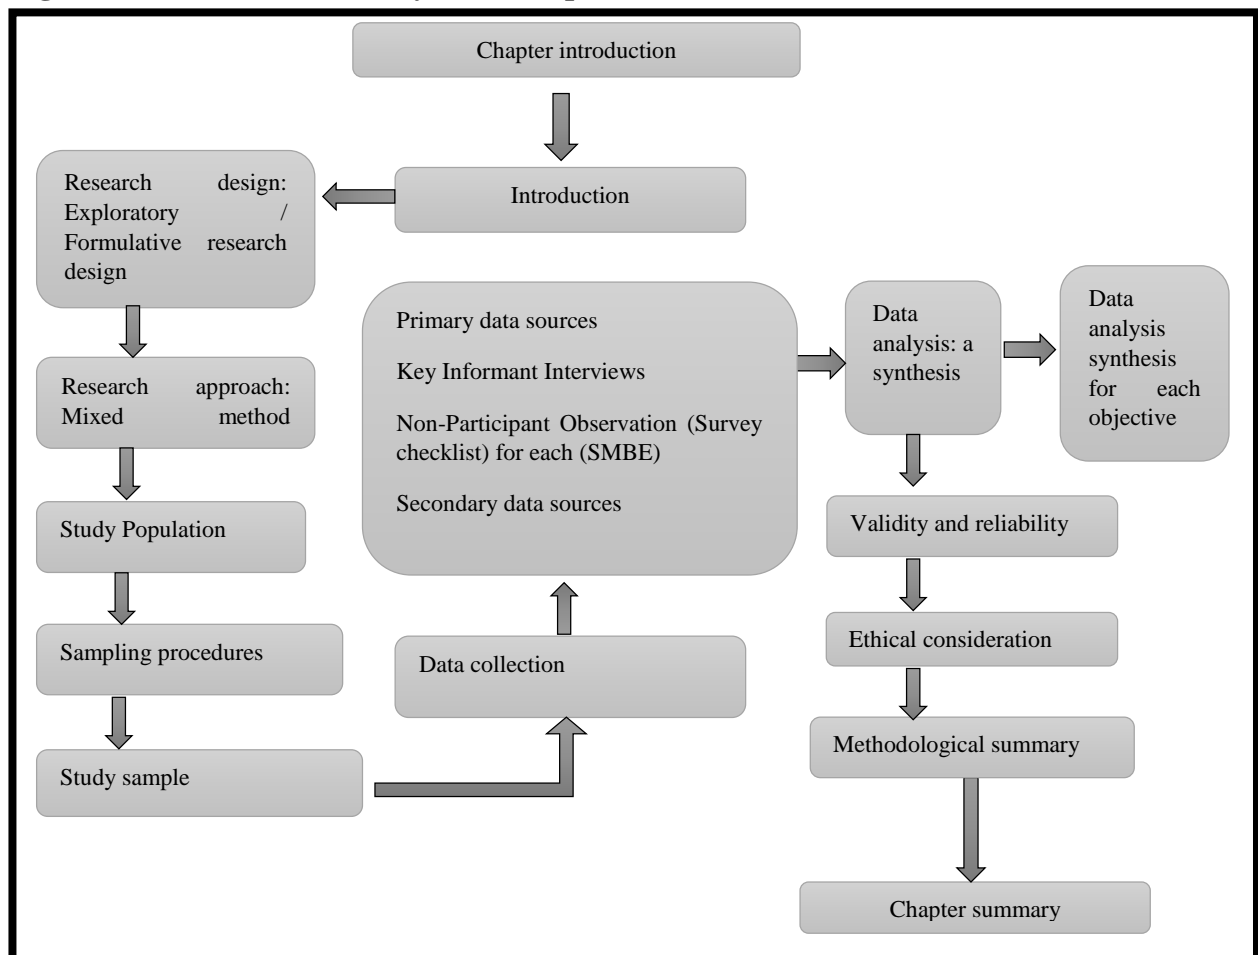 Chapter introduction
Introduction
Research design:
Exploratory /
Formulative research
design
Research approach:
Mixed method
Study Population
Sampling procedures
Study sample
Data collection
Primary data sources
Key Informant Interviews
Non-Participant Observation (Survey
checklist) for each (SMBE)
Secondary data sources
Data
analysis: a
synthesis
Data
analysis
synthesis
for each
objective
Validity and reliability
Ethical consideration
Methodological summary
Chapter summary